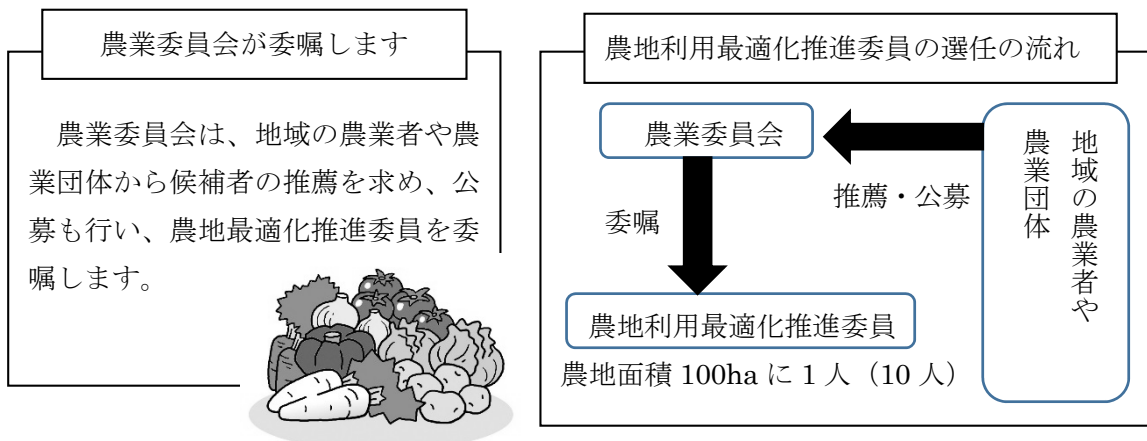 農業委員会が委嘱します
農業委員会は、地域の農業者や農
業団体から候補者の推薦を求め、公
募も行い、農地最適化推進委員を委
嘱します。
農地利用最適化推進委員の選任の流れ
農業委員会
推薦・公募
地域の農業者や
農業団体
委嘱
農地利用最適化推進委員
農地面積 100ha に 1 人（10 人）